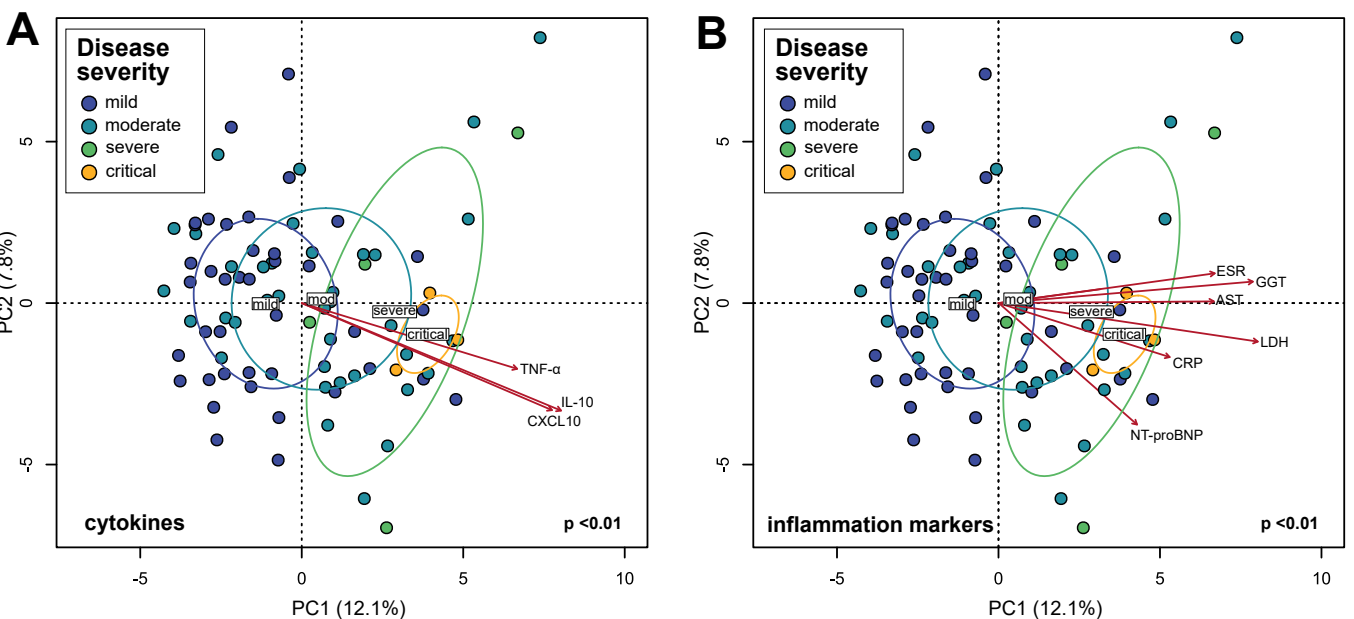 A
Disease
severity
mild
moderate
severe
critical
5
0
-5
PC2 (7.8%)
mild
mod
severe
critical
TNF-α
IL-10
CXCL10
cytokines
p <0.01
-5
0
5
10
PC1 (12.1%)
B
Disease
severity
mild
moderate
severe
critical
5
0
-5
PC2 (7.8%)
mild
mod
severe
critical
ESR
GGT
AST
LDH
CRP
NT-proBNP
inflammation markers
p <0.01
-5
0
5
10
PC1 (12.1%)